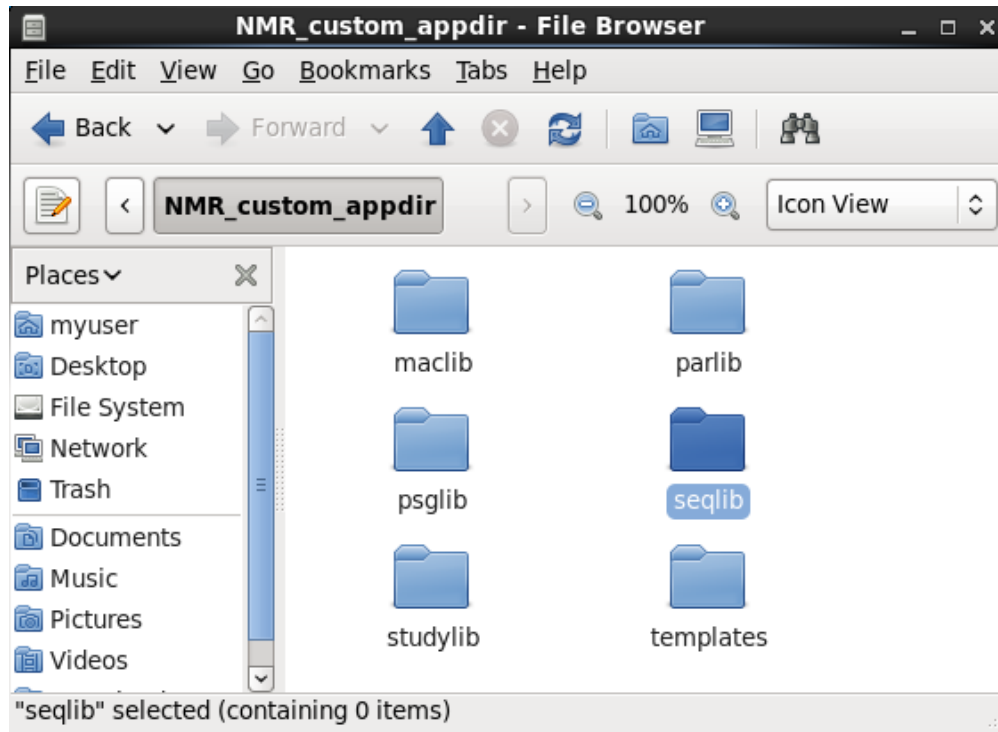 NMR_custom_appdir - File Browser
File Edit View Go Bookmarks Tabs Help
Back Forward
NMR_custom_appdir 100% Icon View
Places
myuser
Desktop
File System
Network
Trash
Documents
Music
Pictures
Videos
maclib parlib
psglib seqlib
studylib templates
"seqlib" selected (containing 0 items)